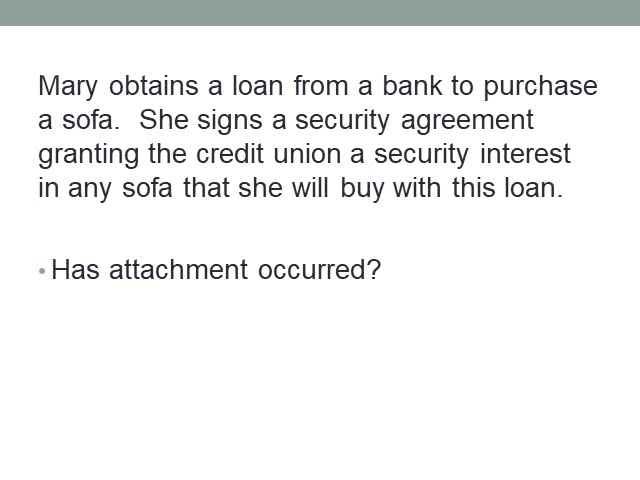 Mary obtains a loan from a bank to purchase
a sofa.  She signs a security agreement
granting the credit union a security interest
in any sofa that she will buy with this loan.
• Has attachment occurred?